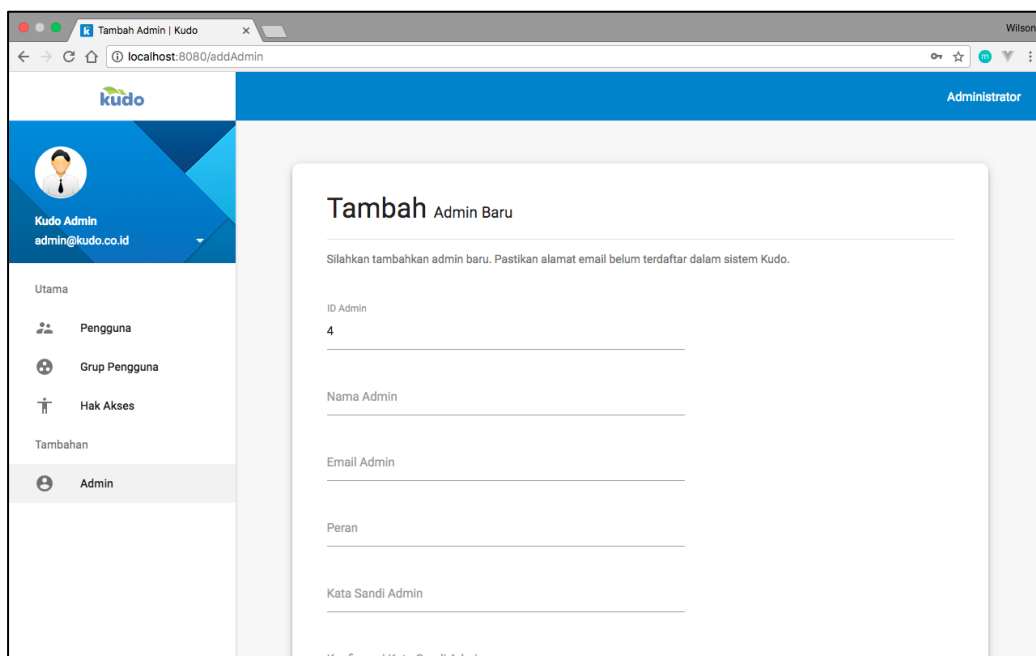 Tambah Admin | Kudo
Wilson
localhost:8080/addAdmin
kudo
Administrator
Kudo Admin
admin@kudo.co.id
Utama
Pengguna
Grup Pengguna
Hak Akses
Tambahan
Admin
Tambah Admin Baru
Silahkan tambahkan admin baru. Pastikan alamat email belum terdaftar dalam sistem Kudo.
ID Admin
4
Nama Admin
Email Admin
Peran
Kata Sandi Admin